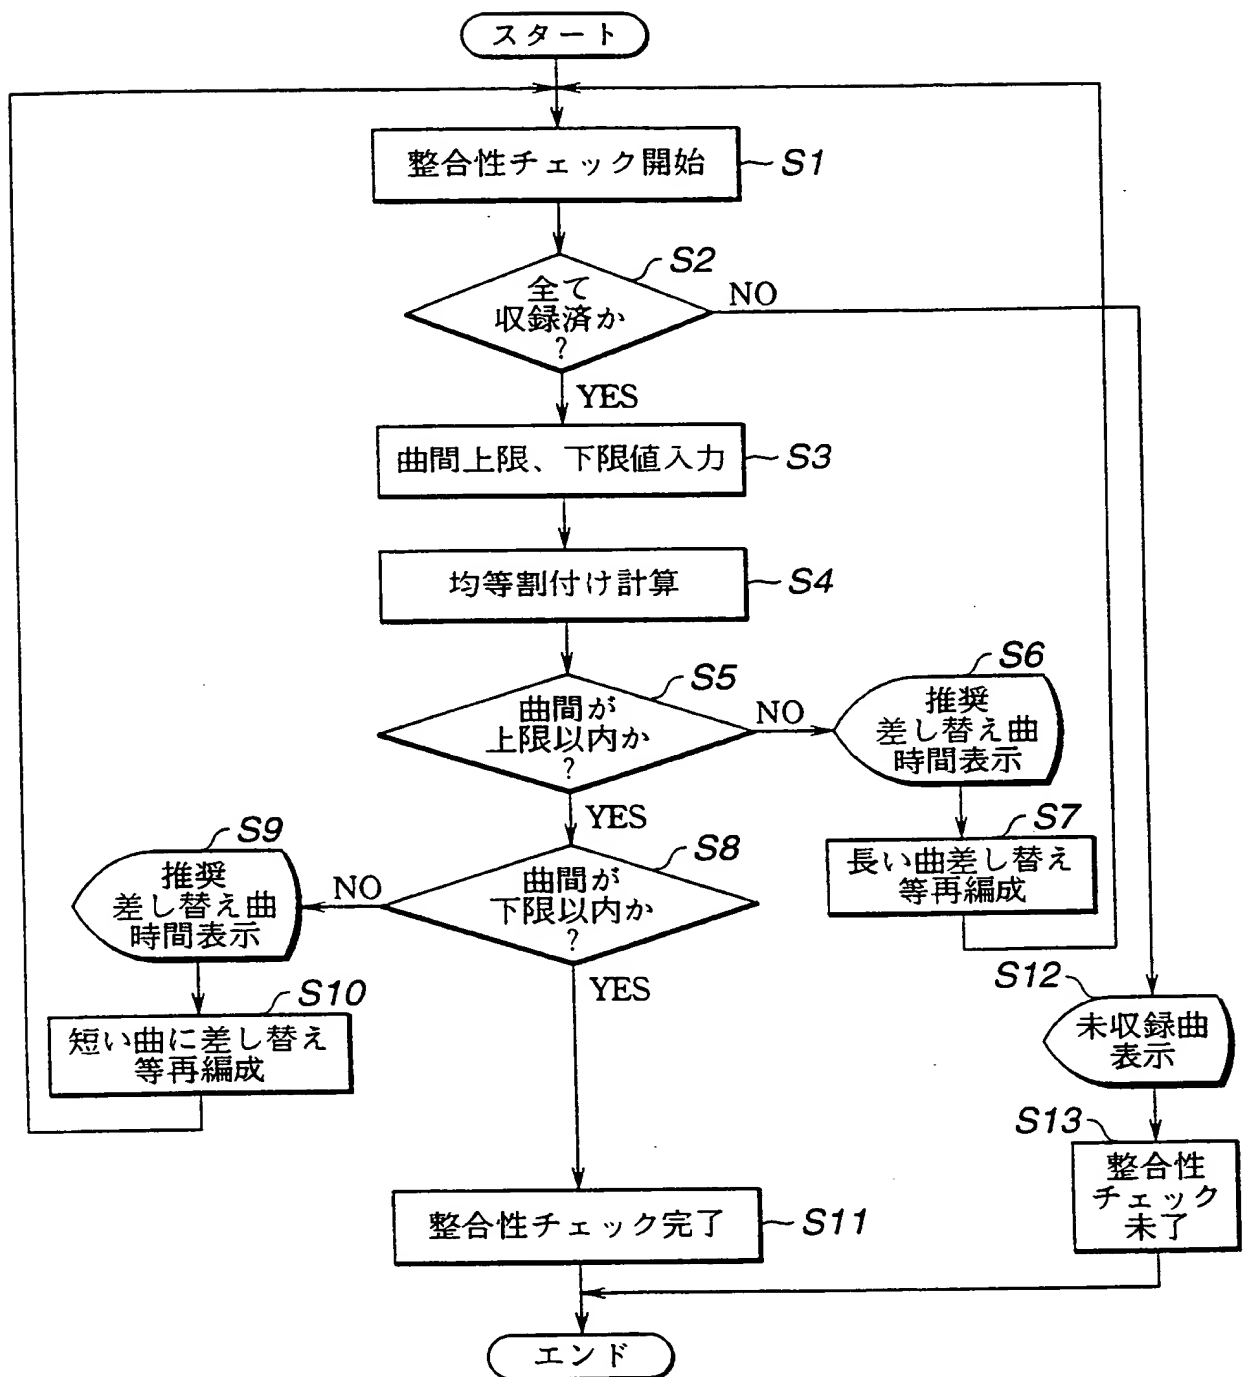 スタート
整合性チェック開始
S1
S2
全て
収録済か
?
NO
YES
曲間上限、下限値入力
S3
均等割付け計算
S4
S5
曲間が
上限以内か
?
NO
YES
S6
推奨
差し替え曲
時間表示
S7
長い曲差し替え
等再編成
S8
曲間が
下限以内か
?
NO
YES
S9
推奨
差し替え曲
時間表示
S10
短い曲に差し替え
等再編成
S12
未収録曲
表示
S13
整合性
チェック
未了
整合性チェック完了
S11
エンド